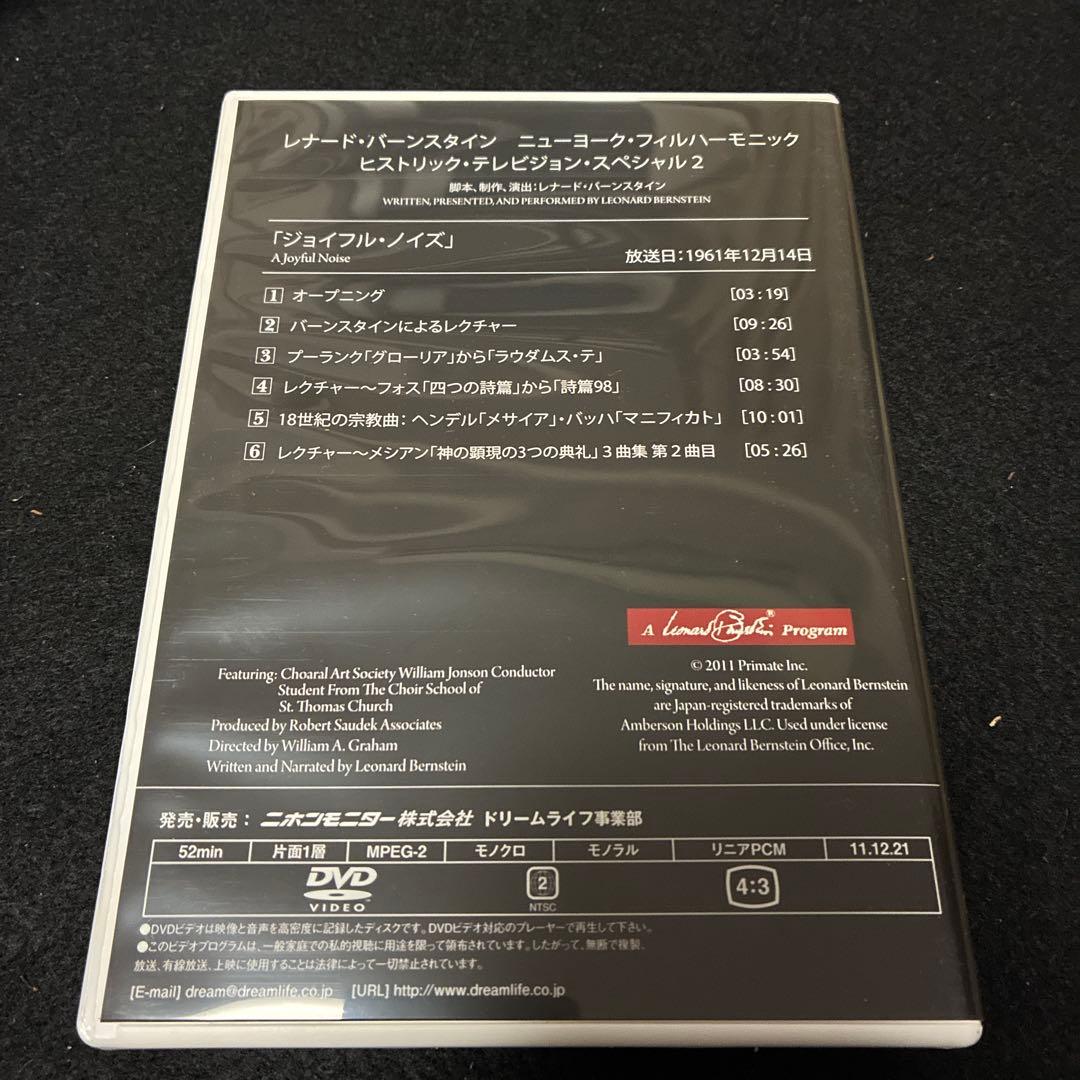 レナード・バーンスタイン　ニューヨーク・フィルハーモニック
ヒストリック・テレビジョン・スペシャル2
脚本、制作、演出：レナード・バーンスタイン
WRITTEN, PRESENTED, AND PERFORMED BY LEONARD BERNSTEIN
「ジョイフル・ノイズ」
A Joyful Noise
放送日：1961年12月14日
1 オープニング [03：19]
2 バーンスタインによるレクチャー [09：26]
3 プーランク「グローリア」から「ラウダムス・テ」 [03：54]
4 レクチャー～フォス「四つの詩篇」から「詩篇98」 [08：30]
5 18世紀の宗教曲：ヘンデル「メサイア」・バッハ「マニフィカト」 [10：01]
6 レクチャー～メシアン「神の顕現の3つの典礼」３曲集 第２曲目 [05：26]
A Leonard Bernstein® Program
Featuring: Choaral Art Society William Jonson Conductor
Student From The Choir School of
St. Thomas Church
Produced by Robert Saudek Associates
Directed by William A. Graham
Written and Narrated by Leonard Bernstein
© 2011 Primate Inc.
The name, signature, and likeness of Leonard Bernstein
are Japan-registered trademarks of
Amberson Holdings LLC. Used under license
from The Leonard Bernstein Office, Inc.
発売・販売：ニホンモニター株式会社 ドリームライフ事業部
52min 片面1層 MPEG-2 モノクロ モノラル リニアPCM 11.12.21
DVD VIDEO 2 NTSC 4:3
●DVDビデオは映像と音声を高密度に記録したディスクです。DVDビデオ対応のプレーヤーで再生して下さい。
●このビデオプログラムは、一般家庭での私的視聴に用途を限って領布されています。したがって、無断で複製、
放送、有線放送、上映に使用することは法律によって一切禁止されています。
[E-mail] dream@dreamlife.co.jp [URL] http://www.dreamlife.co.jp